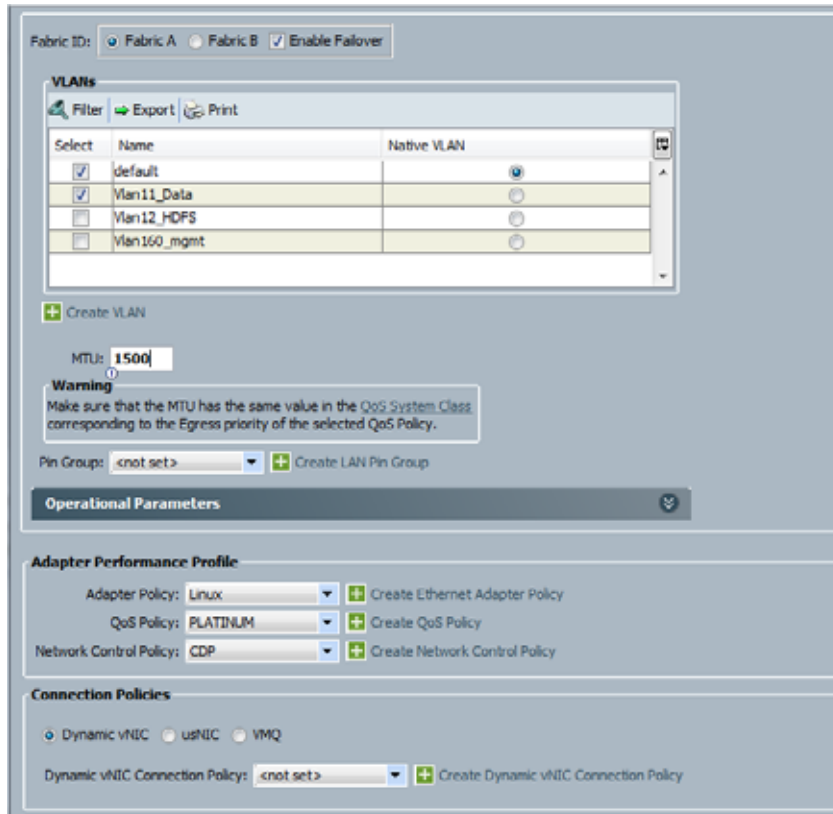 Fabric ID: Fabric A Fabric B Enable Failover
VLANs
Filter Export Print
Select Name Native VLAN
default
Vlan11_Data
Vlan12_HDFS
Vlan160_mgmt
Create VLAN
MTU: 1500
Warning
Make sure that the MTU has the same value in the QoS System Class
corresponding to the Egress priority of the selected QoS Policy.
Pin Group: <not set> Create LAN Pin Group
Operational Parameters
Adapter Performance Profile
Adapter Policy: Linux Create Ethernet Adapter Policy
QoS Policy: PLATINUM Create QoS Policy
Network Control Policy: CDP Create Network Control Policy
Connection Policies
Dynamic vNIC usNIC VMQ
Dynamic vNIC Connection Policy: <not set> Create Dynamic vNIC Connection Policy